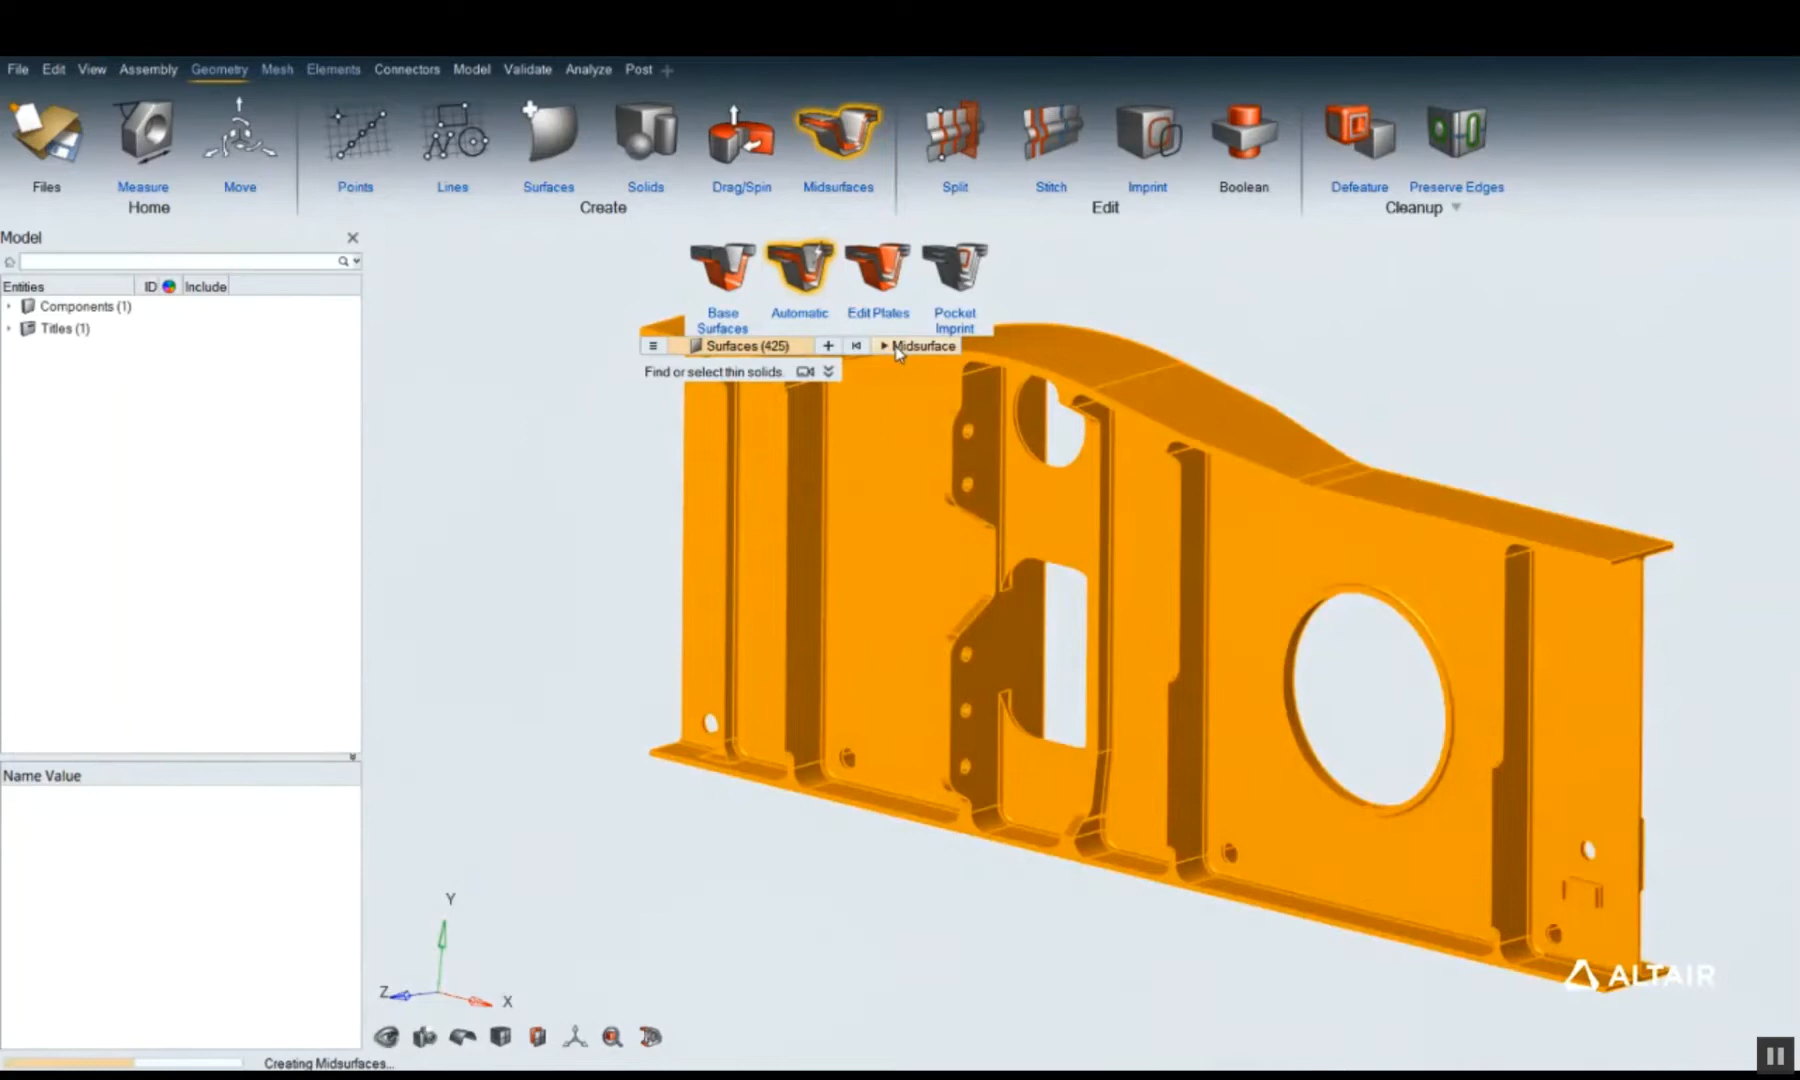 File Edit View Assembly Geometry Mesh Elements Connectors Model Validate Analyze Post +
Files Measure Move Points Lines Surfaces Solids Drag/Spin Midsurfaces Split Stitch Imprint Boolean Defeature Preserve Edges
Home Create Edit Cleanup
Model
Entities ID Include
Components (1)
Titles (1)
Base Surfaces Automatic Edit Plates Pocket Imprint
Surfaces (425) Midsurface
Find or select thin solids.
Name Value
Y
Z
X
ALTAIR
Creating Midsurfaces...